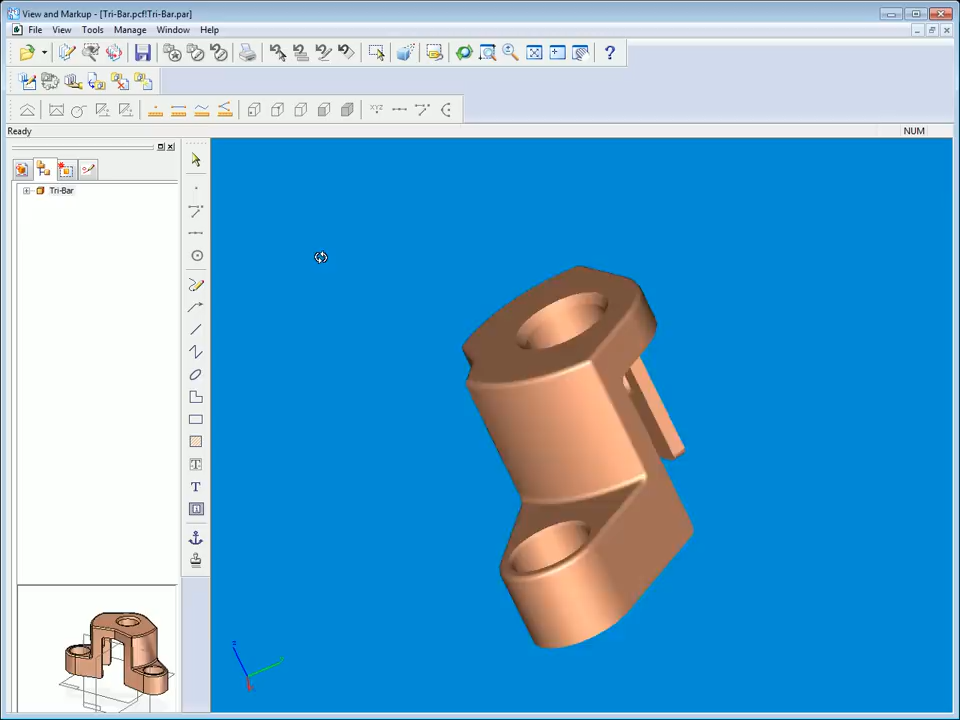 View and Markup - [Tri-Bar.pcf!Tri-Bar.par]
File View Tools Manage Window Help
XYZ
Ready
NUM
Tri-Bar
T
T